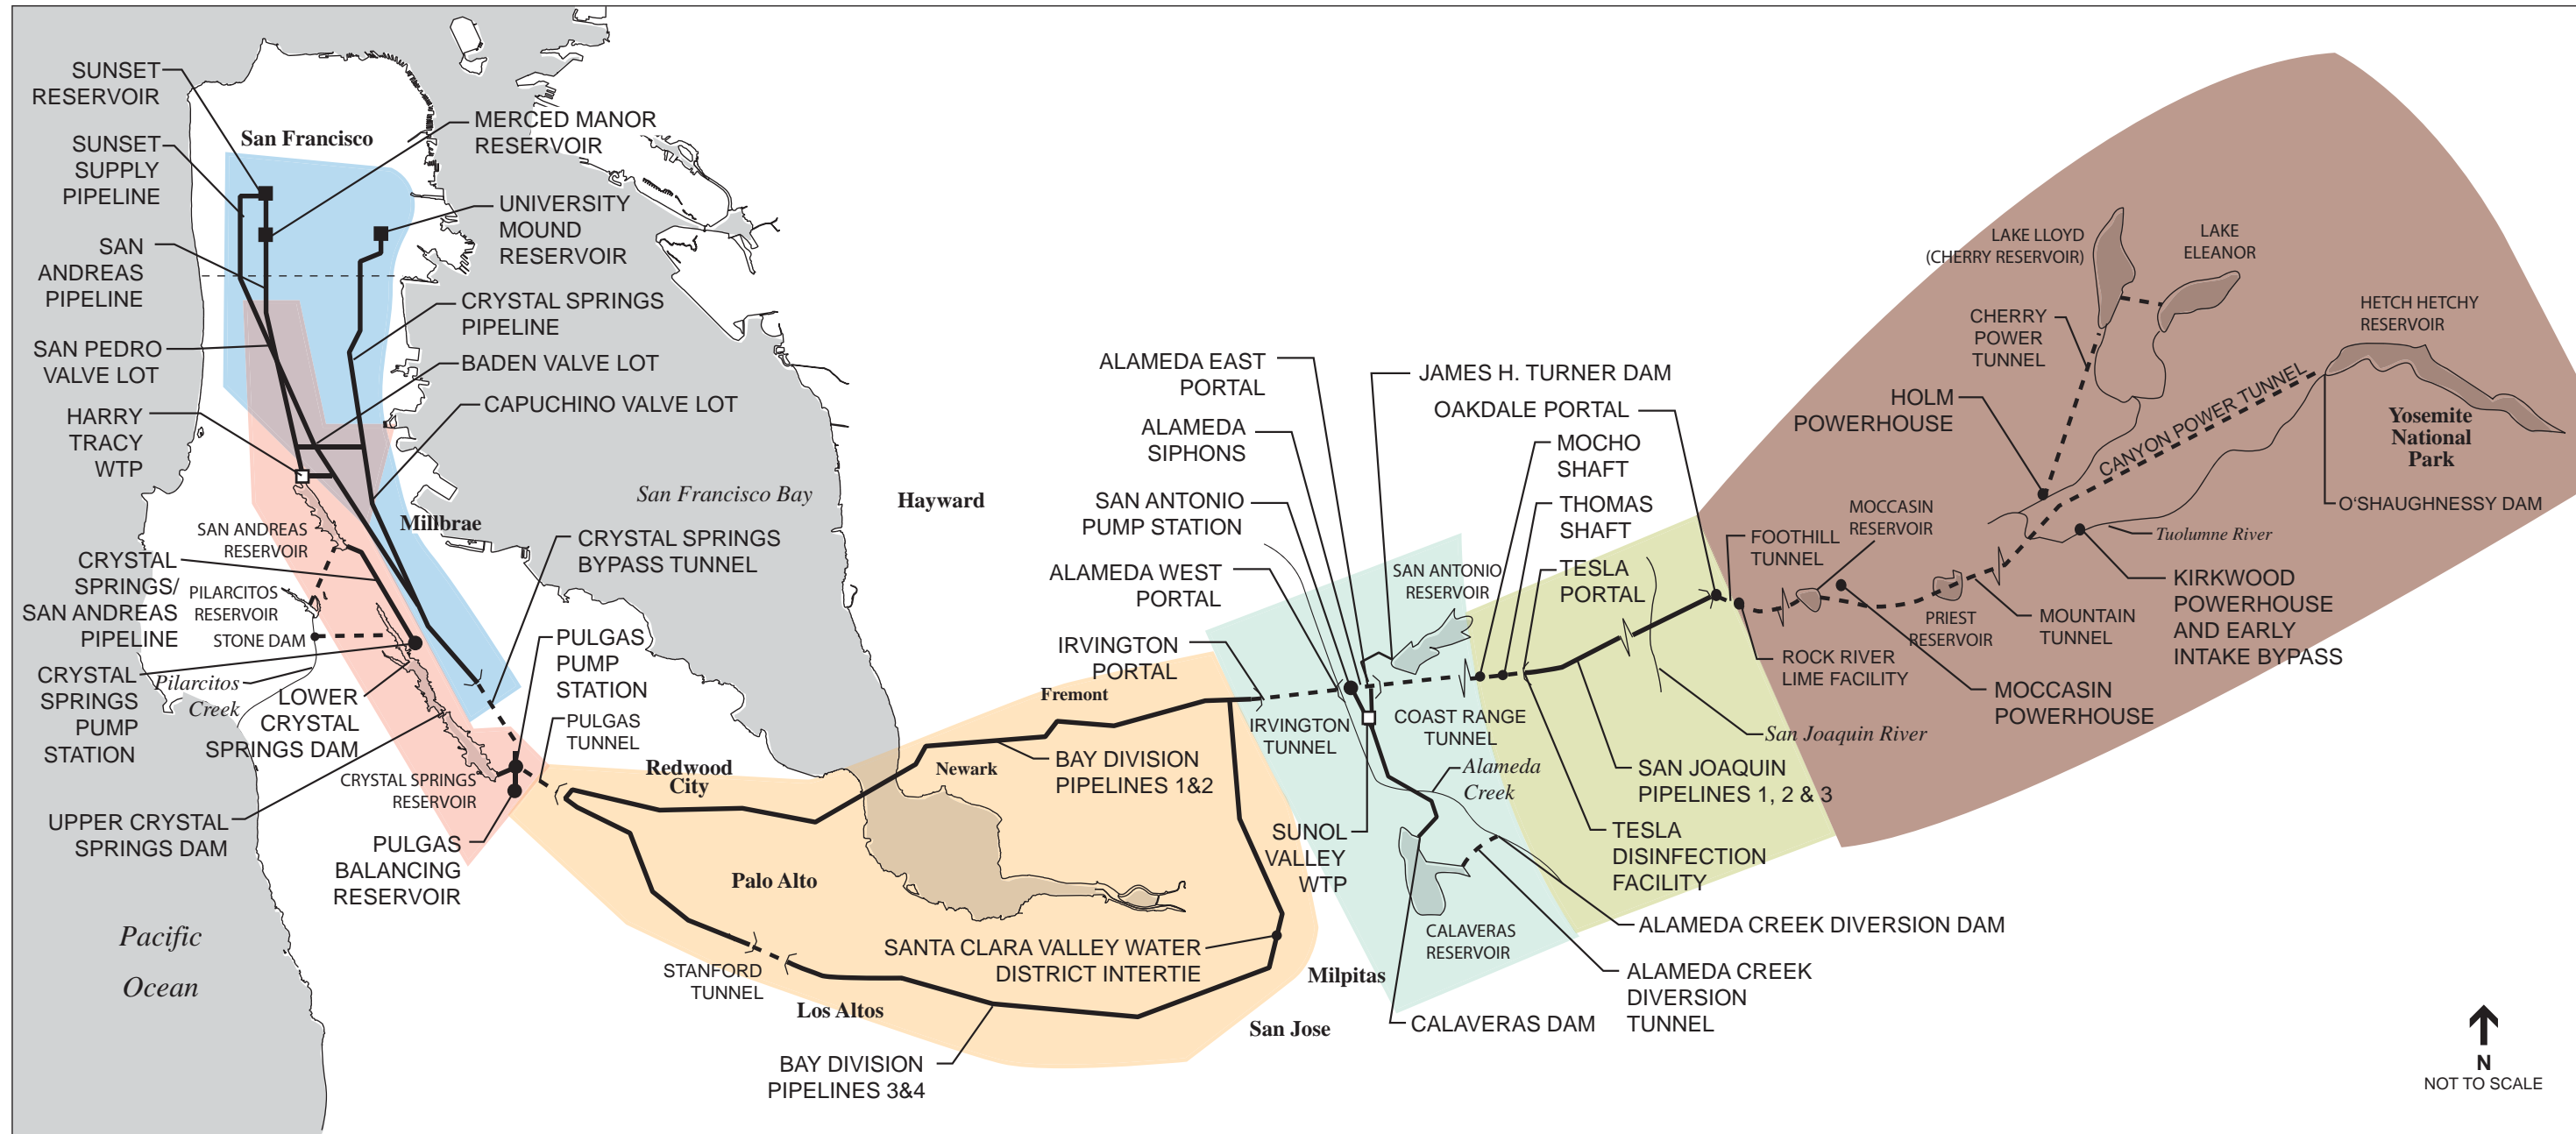 SUNSET
RESERVOIR
SUNSET
SUPPLY
PIPELINE
SAN
ANDREAS
PIPELINE
SAN PEDRO
VALVE LOT
HARRY
TRACY
WTP
San Francisco
MERCED MANOR
RESERVOIR
UNIVERSITY
MOUND
RESERVOIR
CRYSTAL SPRINGS
PIPELINE
BADEN VALVE LOT
CAPUCHINO VALVE LOT
San Francisco Bay
Millbrae
CRYSTAL SPRINGS
BYPASS TUNNEL
SAN ANDREAS
RESERVOIR
CRYSTAL
SPRINGS/
SAN ANDREAS
PIPELINE
PILARCITOS
RESERVOIR
STONE DAM
CRYSTAL
SPRINGS
PUMP
STATION
Pilarcitos
Creek
LOWER
CRYSTAL
SPRINGS DAM
PULGAS
PUMP
STATION
PULGAS
TUNNEL
CRYSTAL SPRINGS
RESERVOIR
UPPER CRYSTAL
SPRINGS DAM
PULGAS
BALANCING
RESERVOIR
Pacific
Ocean
Redwood
City
Palo Alto
STANFORD
TUNNEL
Los Altos
BAY DIVISION
PIPELINES 3&4
Hayward
Fremont
Newark
BAY DIVISION
PIPELINES 1&2
SANTA CLARA VALLEY WATER
DISTRICT INTERTIE
Milpitas
San Jose
ALAMEDA EAST
PORTAL
ALAMEDA
SIPHONS
SAN ANTONIO
PUMP STATION
ALAMEDA WEST
PORTAL
IRVINGTON
PORTAL
IRVINGTON
TUNNEL
SUNOL
VALLEY
WTP
JAMES H. TURNER DAM
OAKDALE PORTAL
MOCHO
SHAFT
THOMAS
SHAFT
TESLA
PORTAL
SAN ANTONIO
RESERVOIR
COAST RANGE
TUNNEL
Alameda
Creek
CALAVERAS
RESERVOIR
CALAVERAS DAM
San Joaquin River
SAN JOAQUIN
PIPELINES 1, 2 & 3
TESLA
DISINFECTION
FACILITY
ALAMEDA CREEK DIVERSION DAM
ALAMEDA CREEK
DIVERSION
TUNNEL
FOOTHILL
TUNNEL
MOCCASIN
RESERVOIR
ROCK RIVER
LIME FACILITY
PRIEST
RESERVOIR
MOUNTAIN
TUNNEL
MOCCASIN
POWERHOUSE
LAKE LLOYD
(CHERRY RESERVOIR)
LAKE
ELEANOR
CHERRY
POWER
TUNNEL
HOLM
POWERHOUSE
CANYON POWER TUNNEL
HETCH HETCHY
RESERVOIR
Yosemite
National
Park
O'SHAUGHNESSY DAM
Tuolumne River
KIRKWOOD
POWERHOUSE
AND EARLY
INTAKE BYPASS
N
NOT TO SCALE